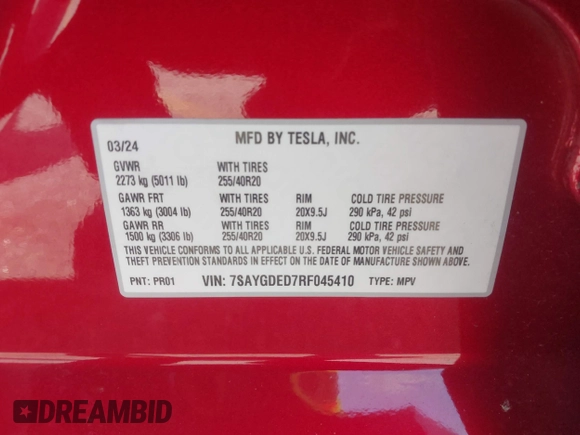 03/24 MFD BY TESLA, INC.
GVWR WITH TIRES
2273 kg (5011 lb) 255/40R20
GAWR FRT WITH TIRES RIM COLD TIRE PRESSURE
1363 kg (3004 lb) 255/40R20 20X9.5J 290 kPa, 42 psi
GAWR RR WITH TIRES RIM COLD TIRE PRESSURE
1500 kg (3306 lb) 255/40R20 20X9.5J 290 kPa, 42 psi
THIS VEHICLE CONFORMS TO ALL APPLICABLE U.S. FEDERAL MOTOR VEHICLE SAFETY AND
THEFT PREVENTION STANDARDS IN EFFECT ON THE DATE OF MANUFACTURE SHOWN ABOVE.
PNT: PR01 VIN: 7SAYGDED7RF045410 TYPE: MPV
DREAMBID